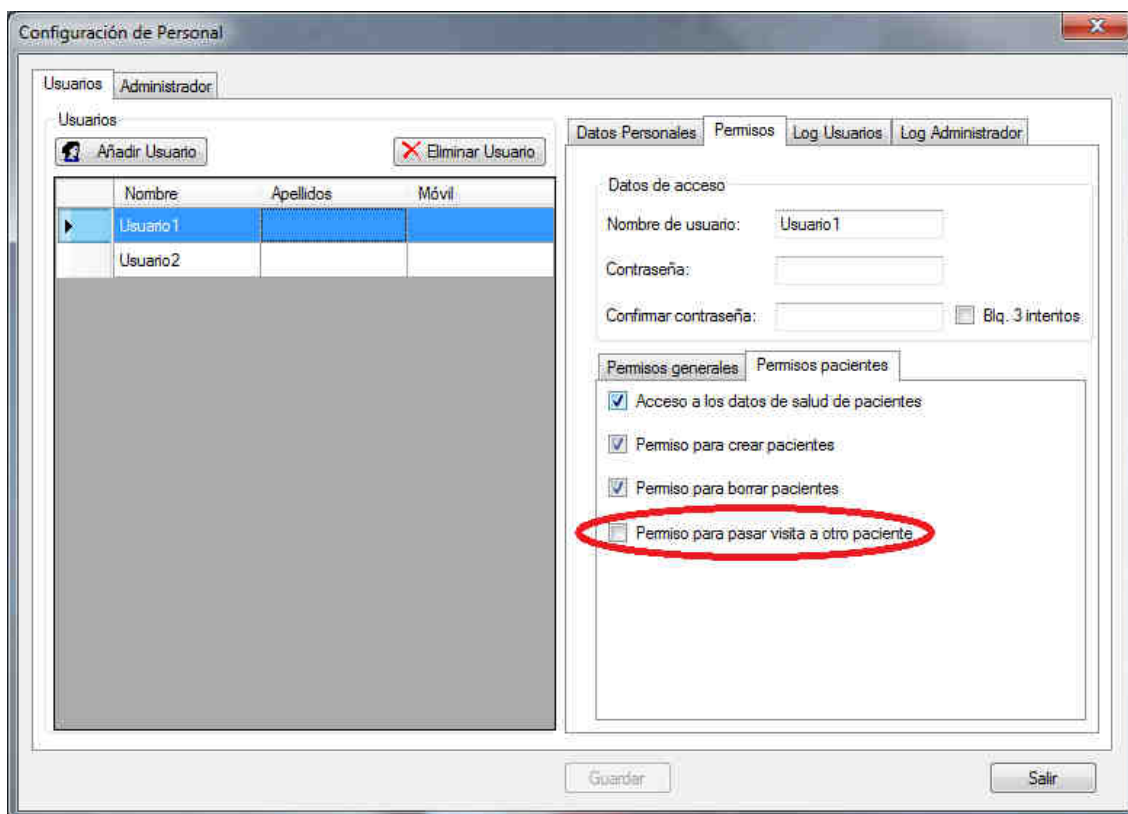 Configuración de Personal
Usuarios Administrador
Usuarios
Añadir Usuario Eliminar Usuario
Nombre Apellidos Móvil
Usuario1
Usuario2
Datos Personales Permisos Log Usuarios Log Administrador
Datos de acceso
Nombre de usuario: Usuario1
Contraseña:
Confirmar contraseña: Blq. 3 intentos
Permisos generales Permisos pacientes
Acceso a los datos de salud de pacientes
Permiso para crear pacientes
Permiso para borrar pacientes
Permiso para pasar visita a otro paciente
Guardar Salir